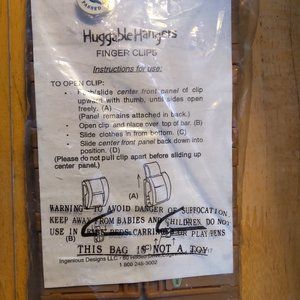 Huggable Hangers
FINGER CLIPS
Instructions for use:
TO OPEN CLIP:
slide center front panel of clip
upward with thumb, until sides open
freely. (A)
(Panel remains attached in back.)
Open clip and place over top of bar. (B)
Slide clothes in from bottom. (C)
Slide center front panel back down into
position. (D)
(Please do not pull clip apart before sliding up
center panel.)
(A)
WARNING- TO AVOID DANGER OF SUFFOCATION
KEEP AWAY FROM BABIES AND CHILDREN DO NOT
USE IN CRIBS BEDS CARRIAGES OR PLAY PENS
(B)
THIS BAG IS NOT A TOY
Ingenious Designs LLC
1 800 245-3002